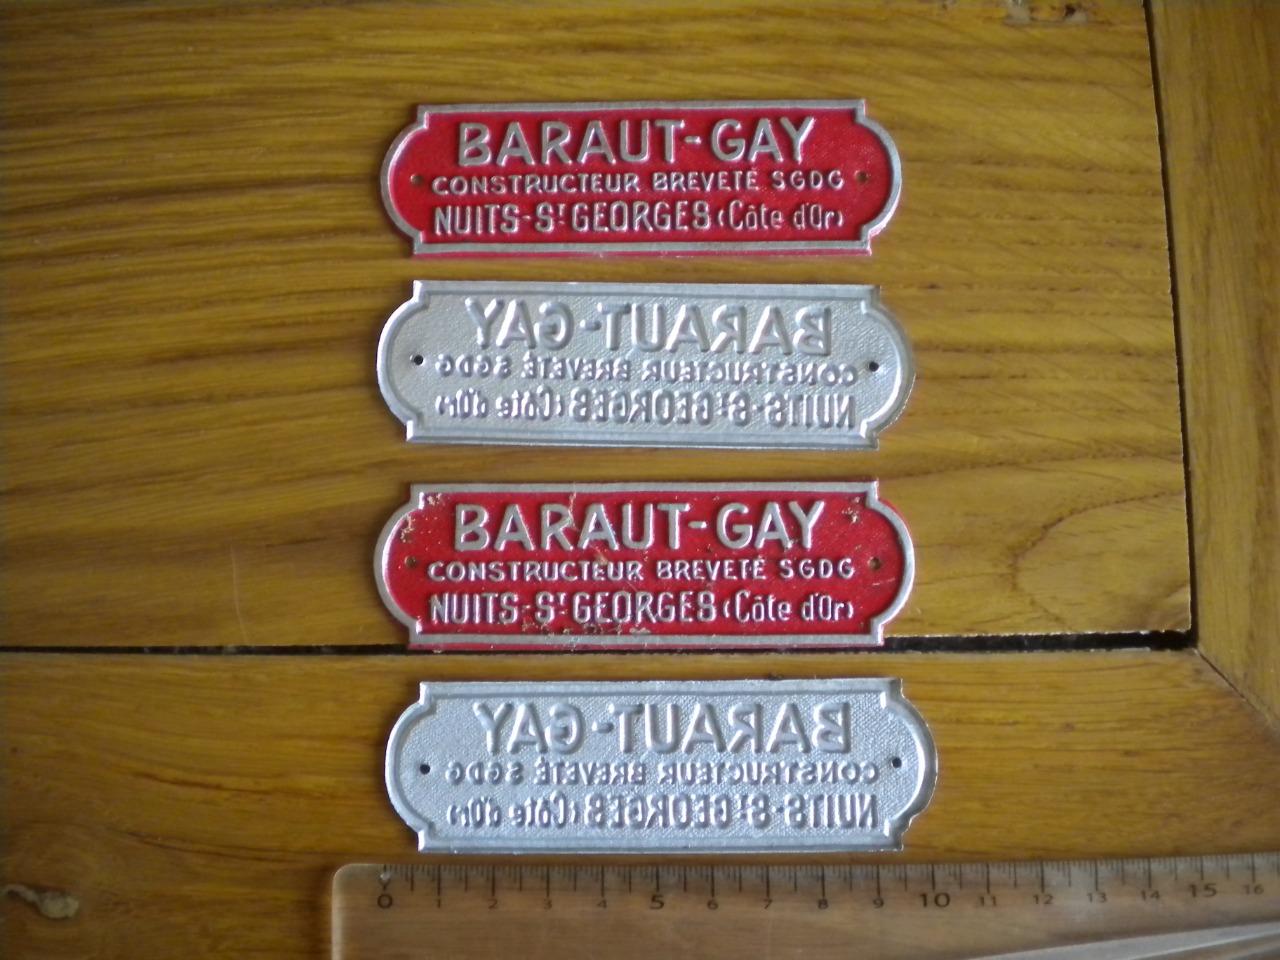 BARAUT-GAY
CONSTRUCTEUR BREVETÉ SGDG
NUITS-ST GEORGES (Côte d'Or)
BARAUT-GAY
CONSTRUCTEUR BREVETÉ SGDG
NUITS-ST GEORGES (Côte d'Or)
BARAUT-GAY
CONSTRUCTEUR BREVETÉ SGDG
NUITS-ST GEORGES (Côte d'Or)
BARAUT-GAY
CONSTRUCTEUR BREVETÉ SGDG
NUITS-ST GEORGES (Côte d'Or)
0 1 2 3 4 5 6 7 8 9 10 11 12 13 14 15 16